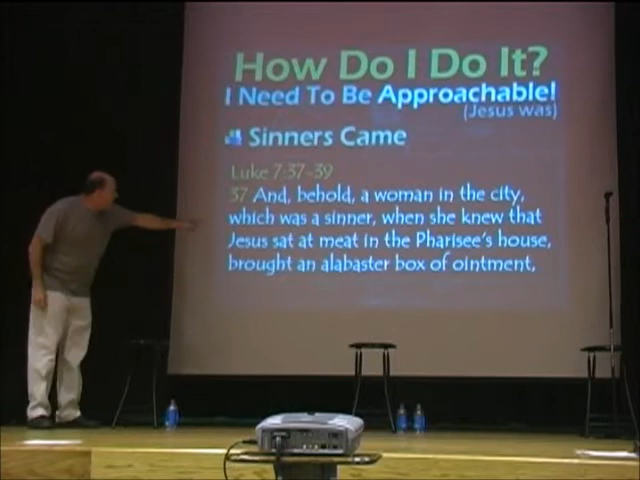 How Do I Do It?
I Need To Be Approachable!
(Jesus was)
Sinners Came
Luke 7:37-39
37 And, behold, a woman in the city,
which was a sinner, when she knew that
Jesus sat at meat in the Pharisee's house,
brought an alabaster box of ointment,